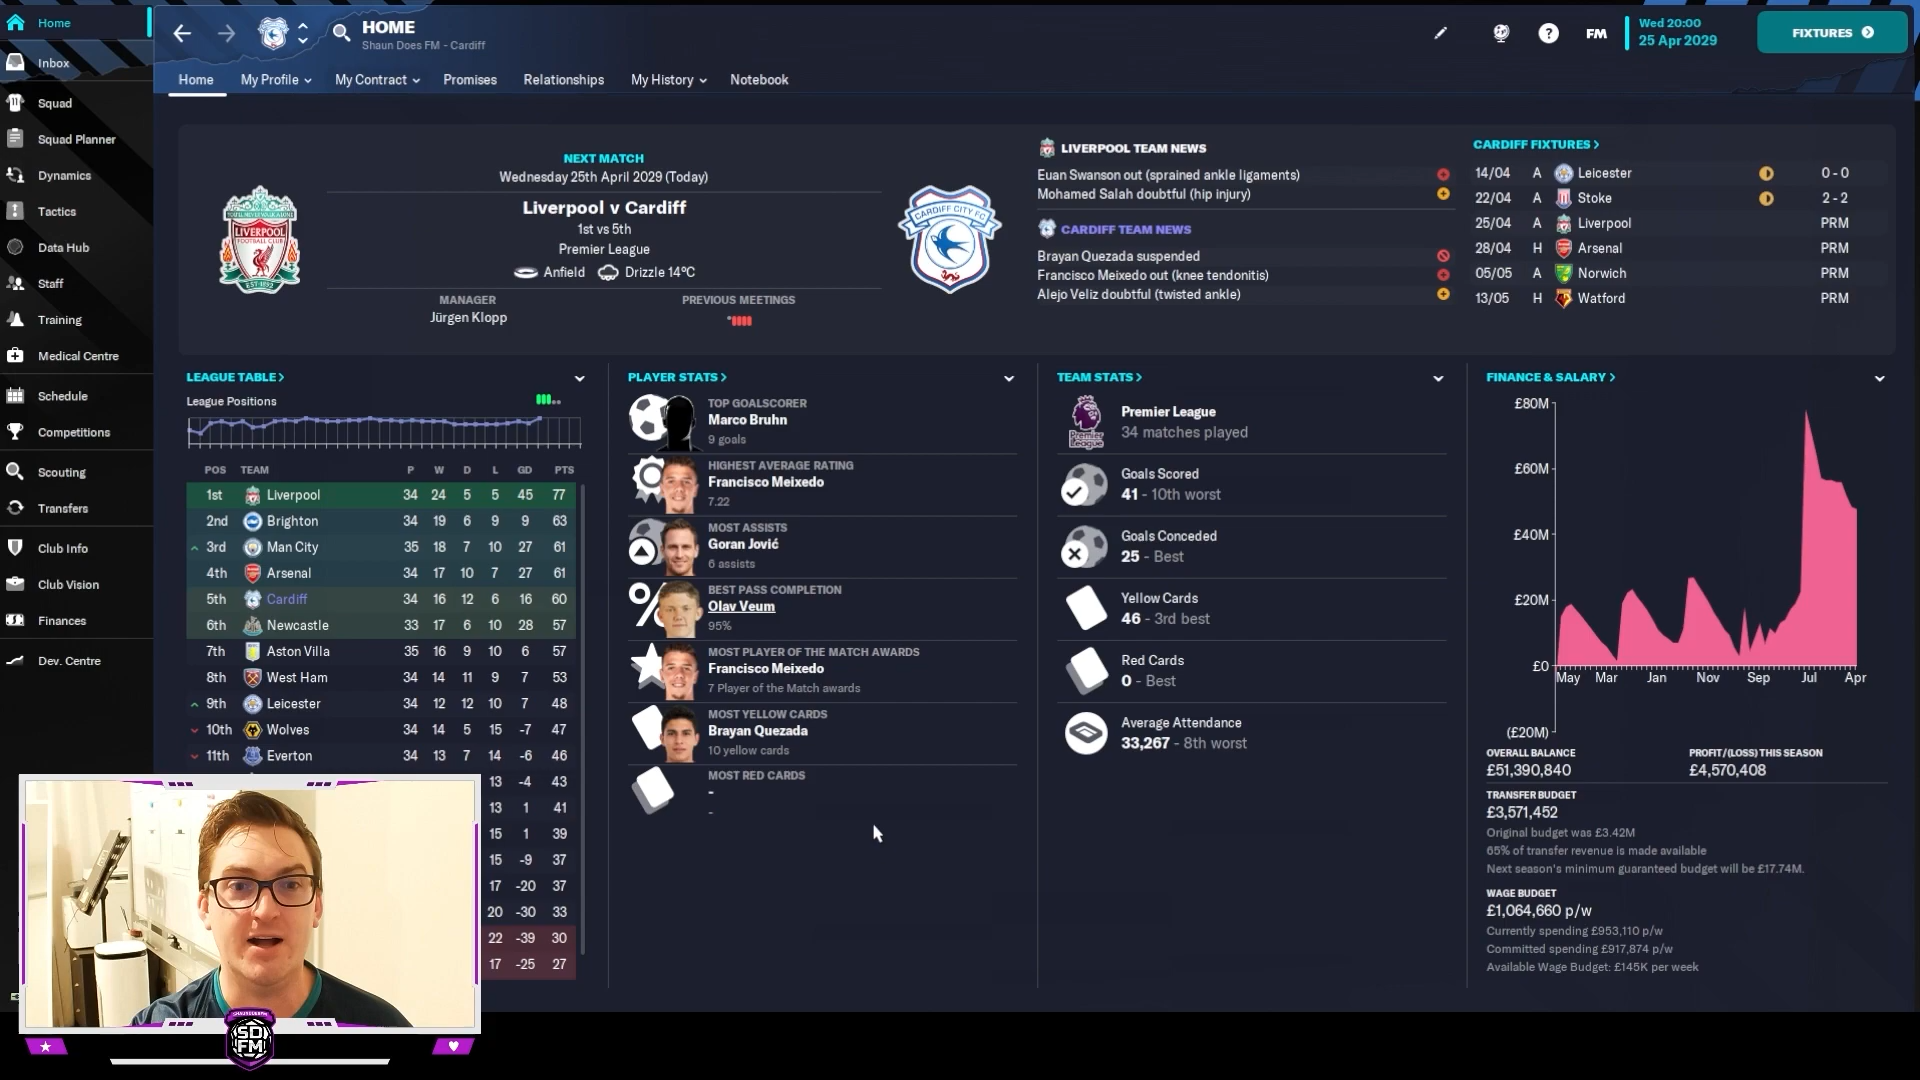 Home
Inbox
Squad
Squad Planner
Dynamics
Tactics
Data Hub
Staff
Training
Medical Centre
Schedule
Competitions
Scouting
Transfers
Club Info
Club Vision
Finances
Dev. Centre
HOME
Shaun Does FM - Cardiff
FM
Wed 20:00
25 Apr 2029
FIXTURES
Home My Profile My Contract Promises Relationships My History Notebook
NEXT MATCH
Wednesday 25th April 2029 (Today)
Liverpool v Cardiff
1st vs 5th
Premier League
Anfield Drizzle 14°C
MANAGER
Jürgen Klopp
PREVIOUS MEETINGS
LIVERPOOL
FOOTBALL CLUB
EST·1892
CARDIFF CITY FC
LIVERPOOL TEAM NEWS
Euan Swanson out (sprained ankle ligaments)
Mohamed Salah doubtful (hip injury)
CARDIFF TEAM NEWS
Brayan Quezada suspended
Francisco Meixedo out (knee tendonitis)
Alejo Veliz doubtful (twisted ankle)
CARDIFF FIXTURES >
14/04 A Leicester 0 - 0
22/04 A Stoke 2 - 2
25/04 A Liverpool PRM
28/04 H Arsenal PRM
05/05 A Norwich PRM
13/05 H Watford PRM
LEAGUE TABLE >
League Positions
POS TEAM P W D L GD PTS
1st Liverpool 34 24 5 5 45 77
2nd Brighton 34 19 6 9 9 63
3rd Man City 35 18 7 10 27 61
4th Arsenal 34 17 10 7 27 61
5th Cardiff 34 16 12 6 16 60
6th Newcastle 33 17 6 10 28 57
7th Aston Villa 35 16 9 10 6 57
8th West Ham 34 14 11 9 7 53
9th Leicester 34 12 12 10 7 48
10th Wolves 34 14 5 15 -7 47
11th Everton 34 13 7 14 -6 46
13 -4 43
13 1 41
15 1 39
15 -9 37
17 -20 37
20 -30 33
22 -39 30
17 -25 27
PLAYER STATS >
TOP GOALSCORER
Marco Bruhn
9 goals
HIGHEST AVERAGE RATING
Francisco Meixedo
7.22
MOST ASSISTS
Goran Jović
6 assists
%
BEST PASS COMPLETION
Olav Veum
95%
MOST PLAYER OF THE MATCH AWARDS
Francisco Meixedo
7 Player of the Match awards
MOST YELLOW CARDS
Brayan Quezada
10 yellow cards
MOST RED CARDS
-
-
TEAM STATS >
Premier League
Premier League
34 matches played
Goals Scored
41 - 10th worst
Goals Conceded
25 - Best
Yellow Cards
46 - 3rd best
Red Cards
0 - Best
Average Attendance
33,267 - 8th worst
FINANCE & SALARY >
£80M
£60M
£40M
£20M
£0
(£20M)
May Mar Jan Nov Sep Jul Apr
OVERALL BALANCE
£51,390,840
PROFIT/(LOSS) THIS SEASON
£4,570,408
TRANSFER BUDGET
£3,571,452
Original budget was £3.42M
65% of transfer revenue is made available
Next season's minimum guaranteed budget will be £17.74M.
WAGE BUDGET
£1,064,660 p/w
Currently spending £953,110 p/w
Committed spending £917,874 p/w
Available Wage Budget: £145K per week
SHAUNDOESFM
SD
FM